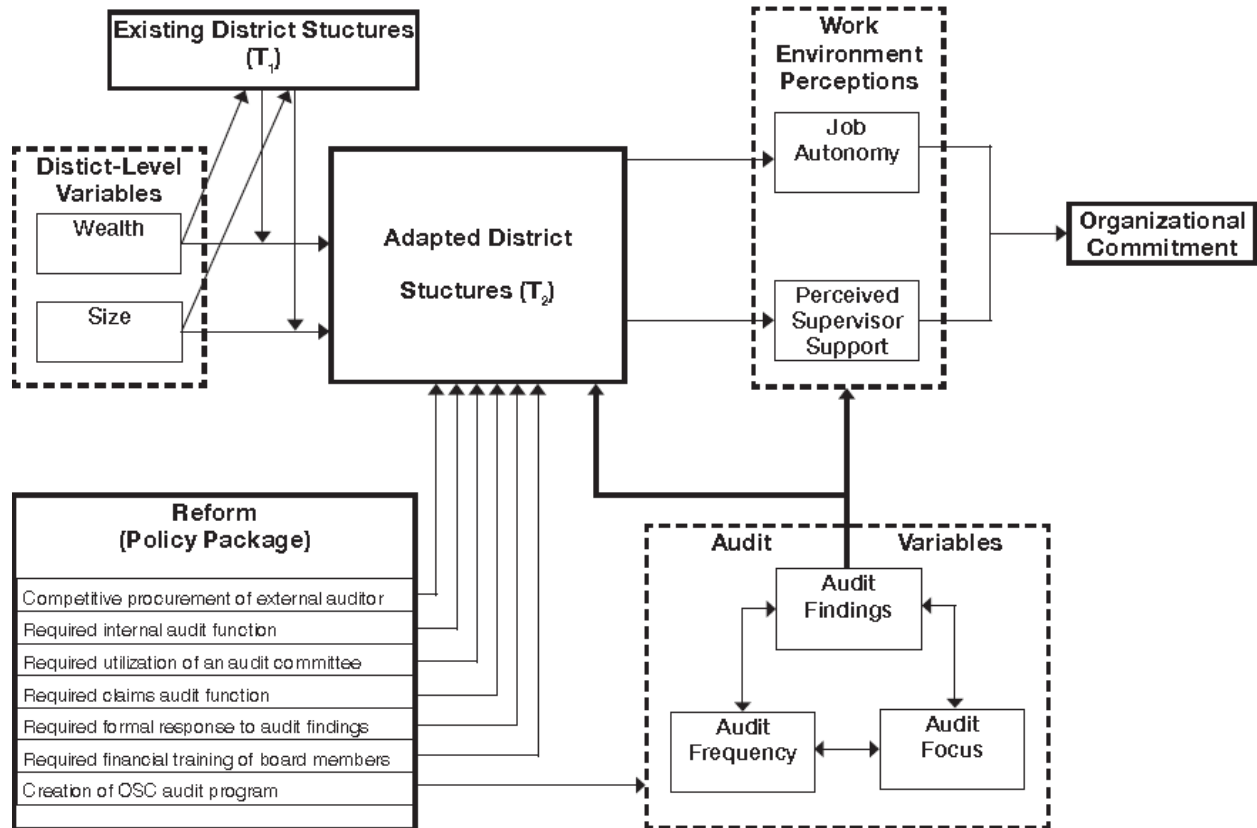 Existing District Stuctures
(T1)
Work
Environment
Perceptions
Job
Autonomy
Distict-Level
Variables
Wealth
Size
Adapted District
Stuctures (T2)
Perceived
Supervisor
Support
Organizational
Commitment
Reform
(Policy Package)
Competitive procurement of external auditor
Required internal audit function
Required utilization of an audit committee
Required claims audit function
Required formal response to audit findings
Required financial training of board members
Creation of OSC audit program
Audit Variables
Audit
Findings
Audit
Frequency
Audit
Focus